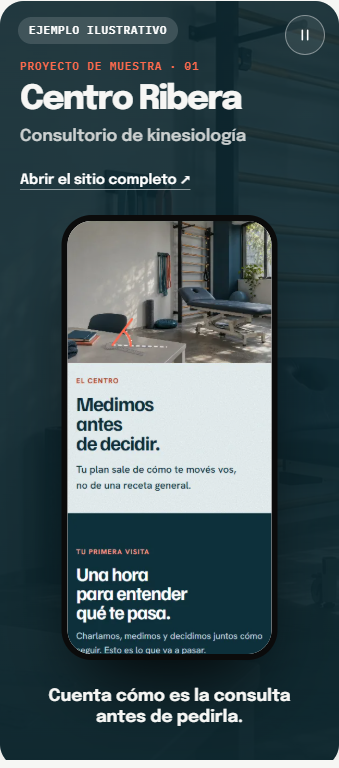 EJEMPLO ILUSTRATIVO
PROYECTO DE MUESTRA · 01
Centro Ribera
Consultorio de kinesiología
Abrir el sitio completo ↗
EL CENTRO
Medimos
antes
de decidir.
Tu plan sale de cómo te movés vos,
no de una receta general.
TU PRIMERA VISITA
Una hora
para entender
qué te pasa.
Charlamos, medimos y decidimos juntos cómo
seguir. Esto es lo que va a pasar.
Cuenta cómo es la consulta
antes de pedirla.